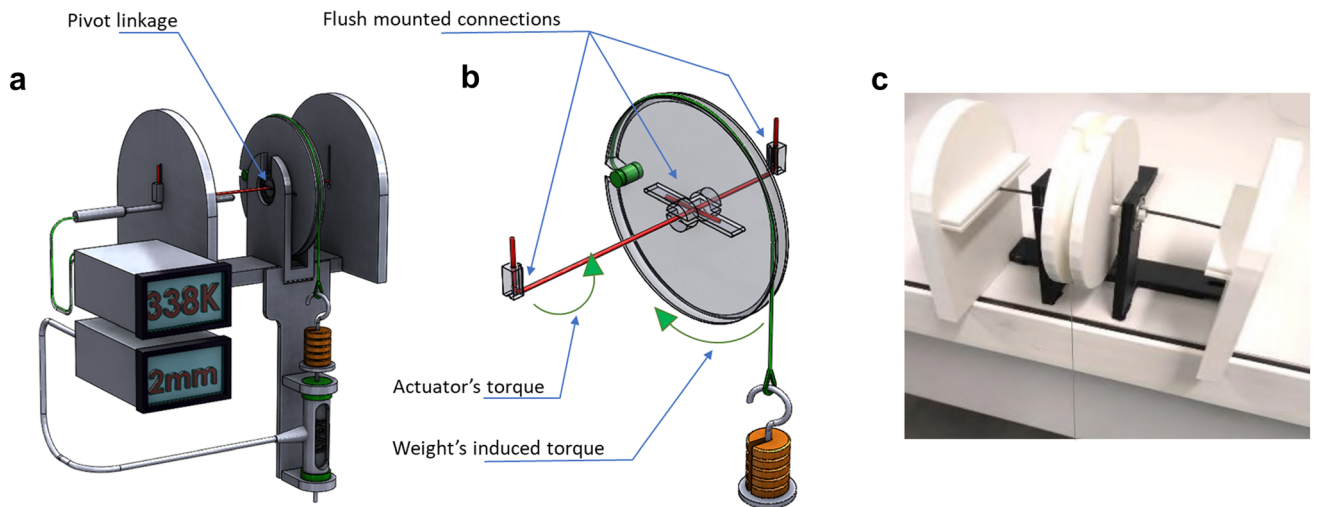 Pivot linkage
Flush mounted connections
a
b
c
338K
2mm
Actuator's torque
Weight's induced torque